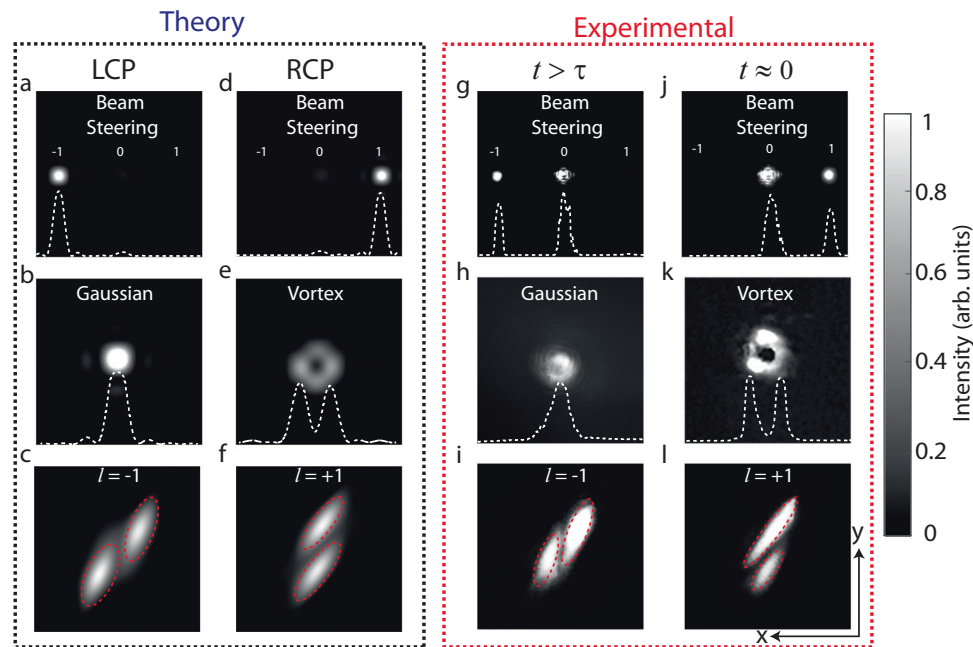 Theory
Experimental
LCP
RCP
t > τ
t ≈ 0
a
d
g
j
Beam
Steering
-1 0 1
Beam
Steering
-1 0 1
Beam
Steering
-1 0 1
Beam
Steering
-1 0 1
b
Gaussian
e
Vortex
h
Gaussian
k
Vortex
c
l = -1
f
l = +1
i
l = -1
l
l = +1
y
x
1
0.8
0.6
0.4
0.2
0
Intensity (arb. units)